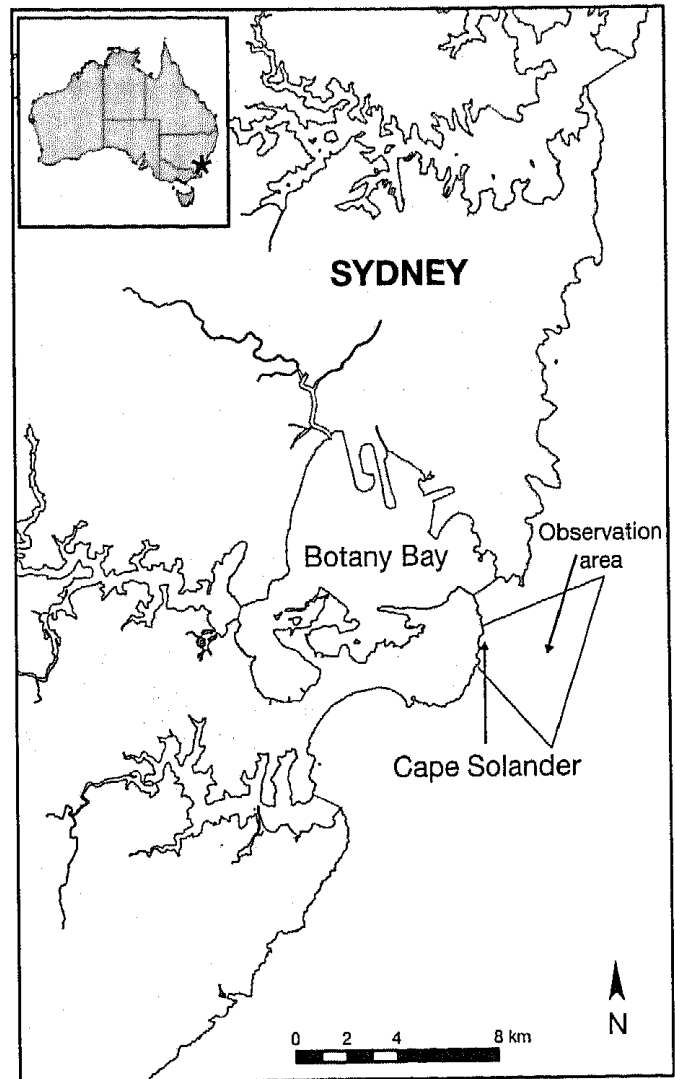 SYDNEY
Observation
area
Botany Bay
Cape Solander
0 2 4 8 km
N